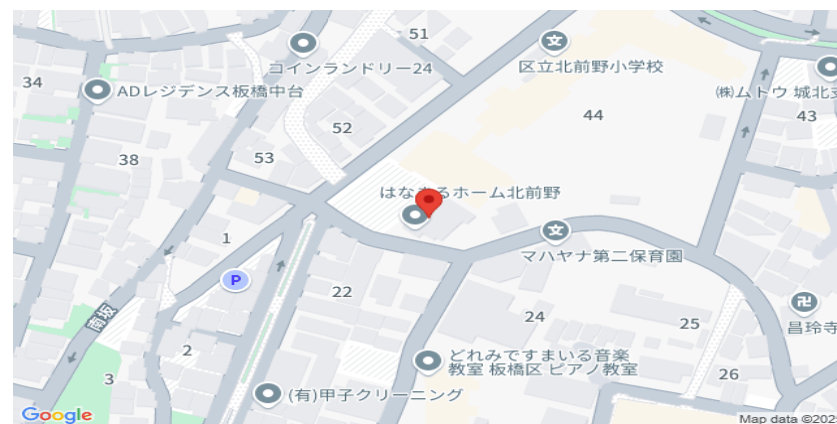 51
コインランドリー24
区立北前野小学校
34
ADレジデンス板橋中台
(株)ムトウ 城北支
44
43
52
38
53
はなまるホーム北前野
マハヤナ第二保育園
1
P
22
南坂
24
25
昌玲寺
2
どれみですまいる音楽
教室 板橋区 ピアノ教室
3
26
(有)甲子クリーニング
Google
Map data ©2025